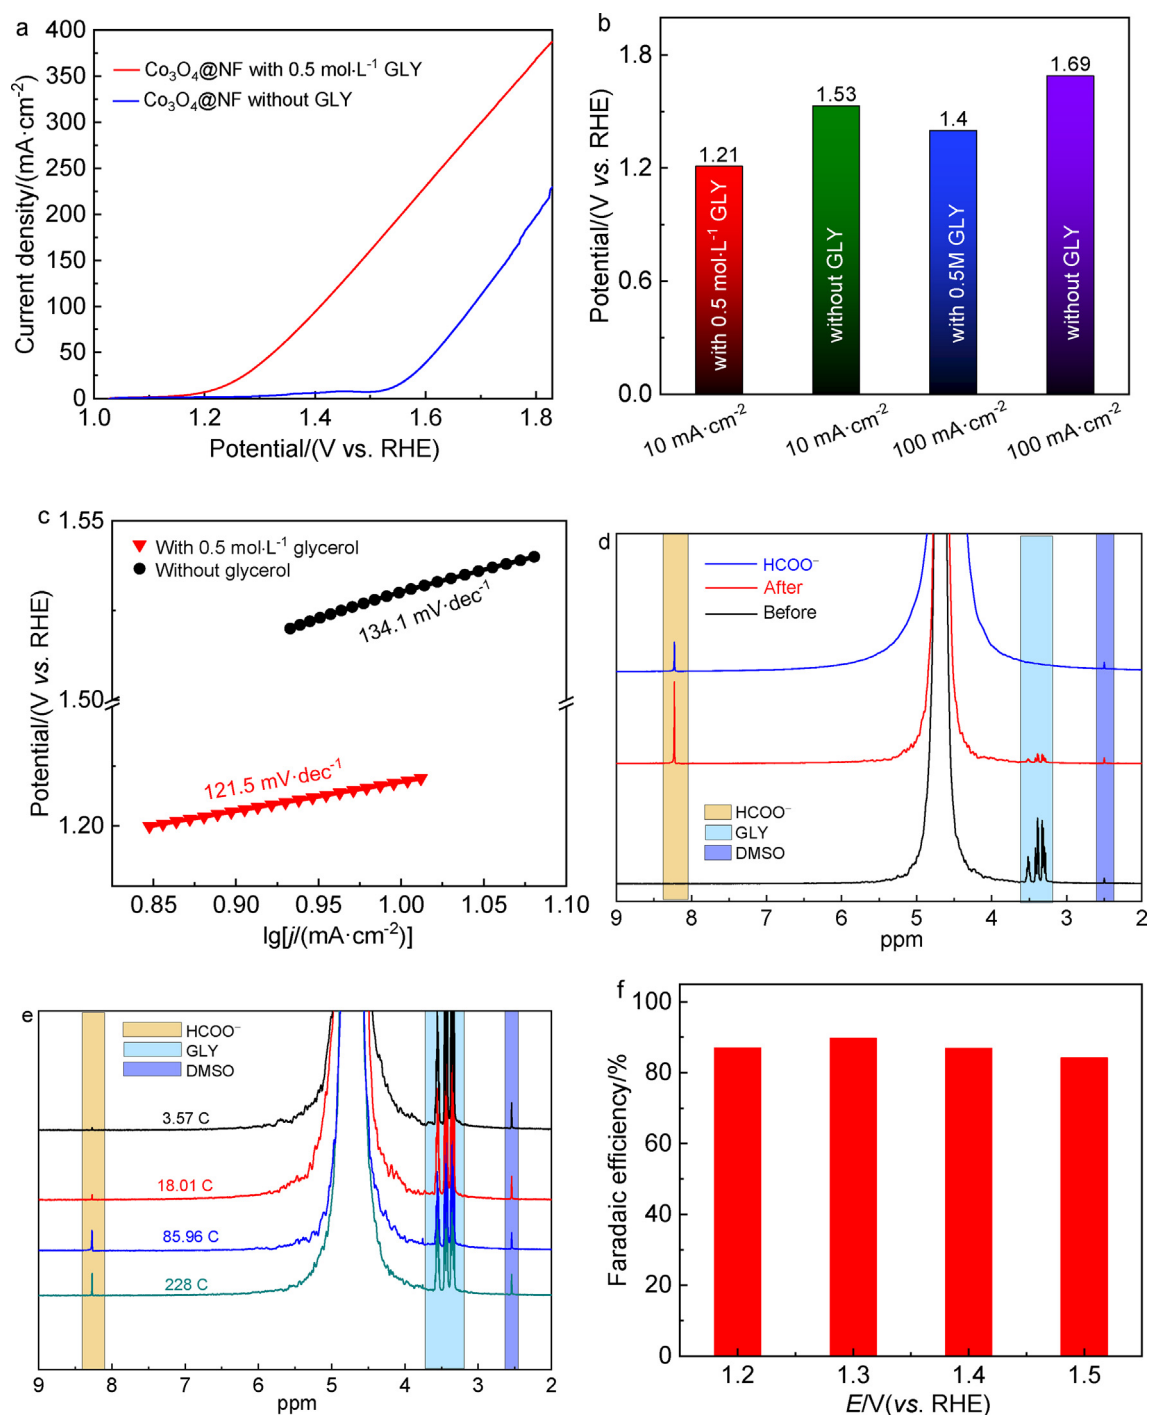 a
400
350
300
250
200
150
100
50
0
Current density/(mA·cm⁻²)
Co₃O₄@NF with 0.5 mol·L⁻¹ GLY
Co₃O₄@NF without GLY
1.0 1.2 1.4 1.6 1.8
Potential/(V vs. RHE)
b
1.8
1.2
0.6
0.0
Potential/(V vs. RHE)
1.21
1.53
1.4
1.69
with 0.5 mol·L⁻¹ GLY
without GLY
with 0.5M GLY
without GLY
10 mA·cm⁻² 10 mA·cm⁻² 100 mA·cm⁻² 100 mA·cm⁻²
c
1.55
1.50
1.20
Potential/(V vs. RHE)
With 0.5 mol·L⁻¹ glycerol
Without glycerol
134.1 mV·dec⁻¹
121.5 mV·dec⁻¹
0.85 0.90 0.95 1.00 1.05 1.10
lg[j/(mA·cm⁻²)]
d
HCOO⁻
After
Before
HCOO⁻
GLY
DMSO
9 8 7 6 5 4 3 2
ppm
e
HCOO⁻
GLY
DMSO
3.57 C
18.01 C
85.96 C
228 C
9 8 7 6 5 4 3 2
ppm
f
100
80
60
40
20
0
Faradaic efficiency/%
1.2 1.3 1.4 1.5
E/V(vs. RHE)